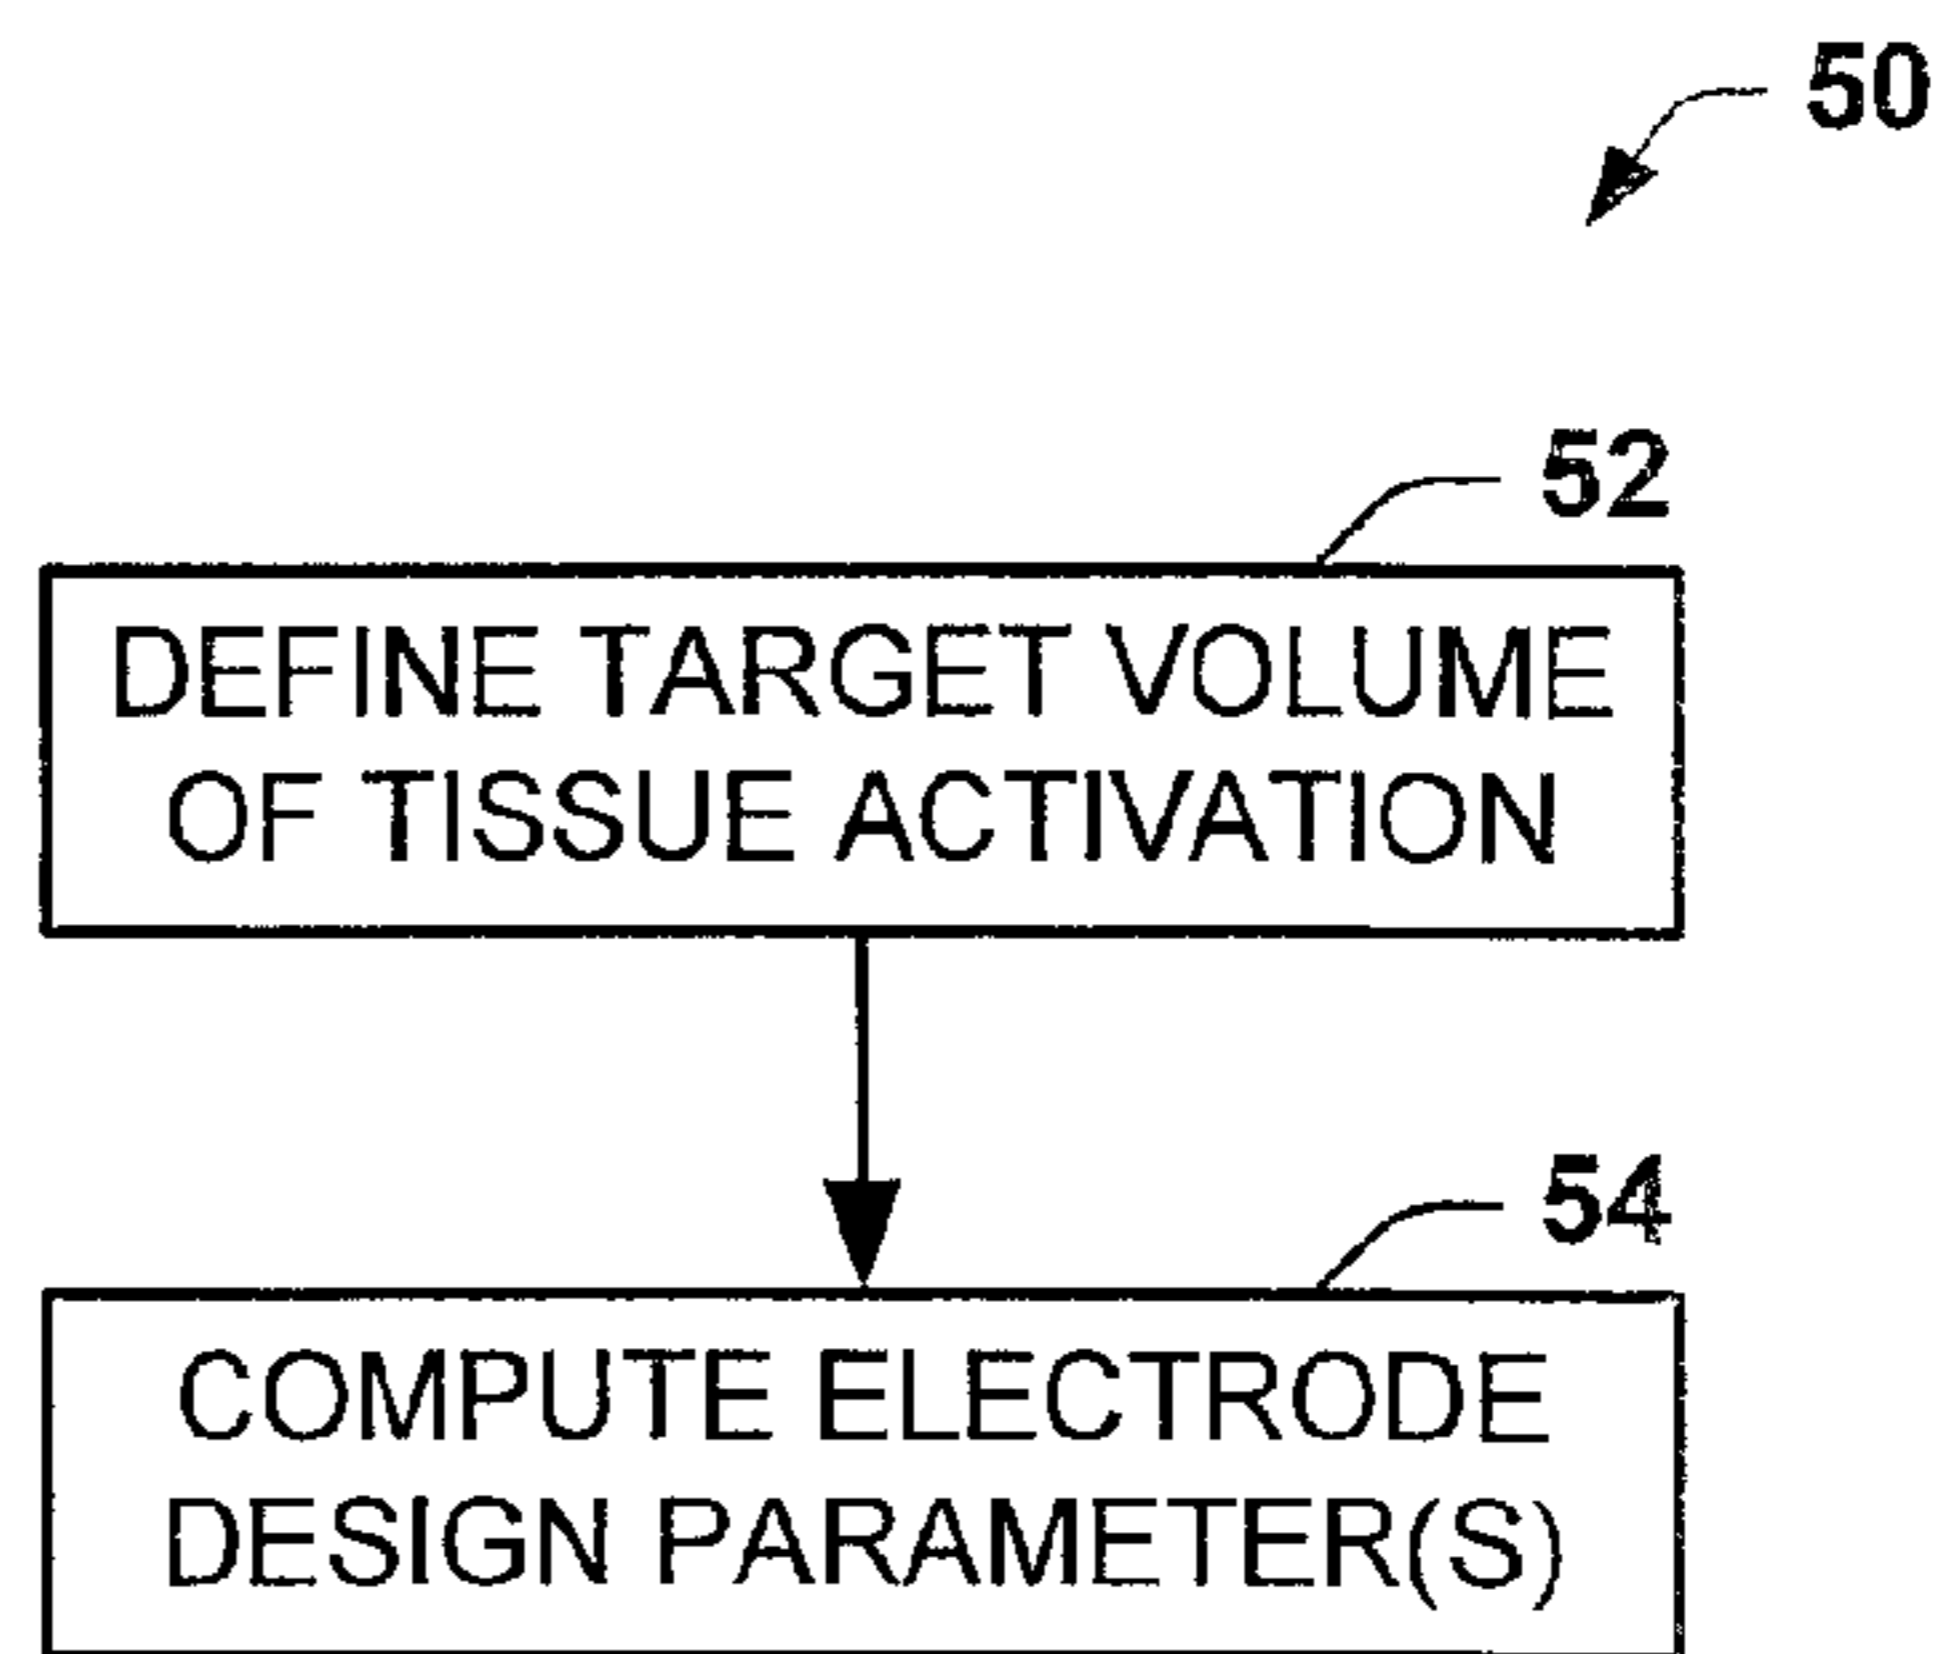 50
52
DEFINE TARGET VOLUME
OF TISSUE ACTIVATION
54
COMPUTE ELECTRODE
DESIGN PARAMETER(S)